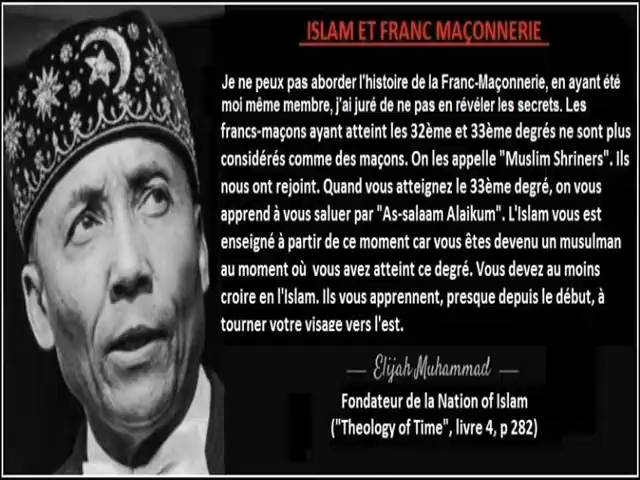 ISLAM ET FRANC MAÇONNERIE
Je ne peux pas aborder l'histoire de la Franc-Maçonnerie, en ayant été
moi même membre, j'ai juré de ne pas en révéler les secrets. Les
francs-maçons ayant atteint les 32ème et 33ème degrés ne sont plus
considérés comme des maçons. On les appelle "Muslim Shriners". Ils
nous ont rejoint. Quand vous atteignez le 33ème degré, on vous
apprend à vous saluer par "As-salaam Alaikum". L'Islam vous est
enseigné à partir de ce moment car vous êtes devenu un musulman
au moment où vous avez atteint ce degré. Vous devez au moins
croire en l'Islam. Ils vous apprennent, presque depuis le début, à
tourner votre visage vers l'est.
— Elijah Muhammad —
Fondateur de la Nation of Islam
("Theology of Time", livre 4, p 282)